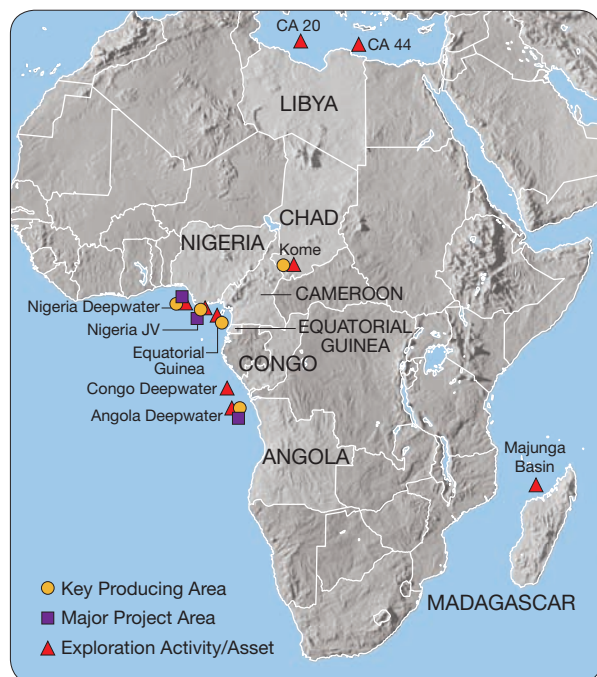 CA 20
CA 44
LIBYA
CHAD
NIGERIA
Kome
CAMEROON
Nigeria Deepwater
Nigeria JV
EQUATORIAL
GUINEA
Equatorial
Guinea
CONGO
Congo Deepwater
Angola Deepwater
ANGOLA
Majunga
Basin
MADAGASCAR
Key Producing Area
Major Project Area
Exploration Activity/Asset